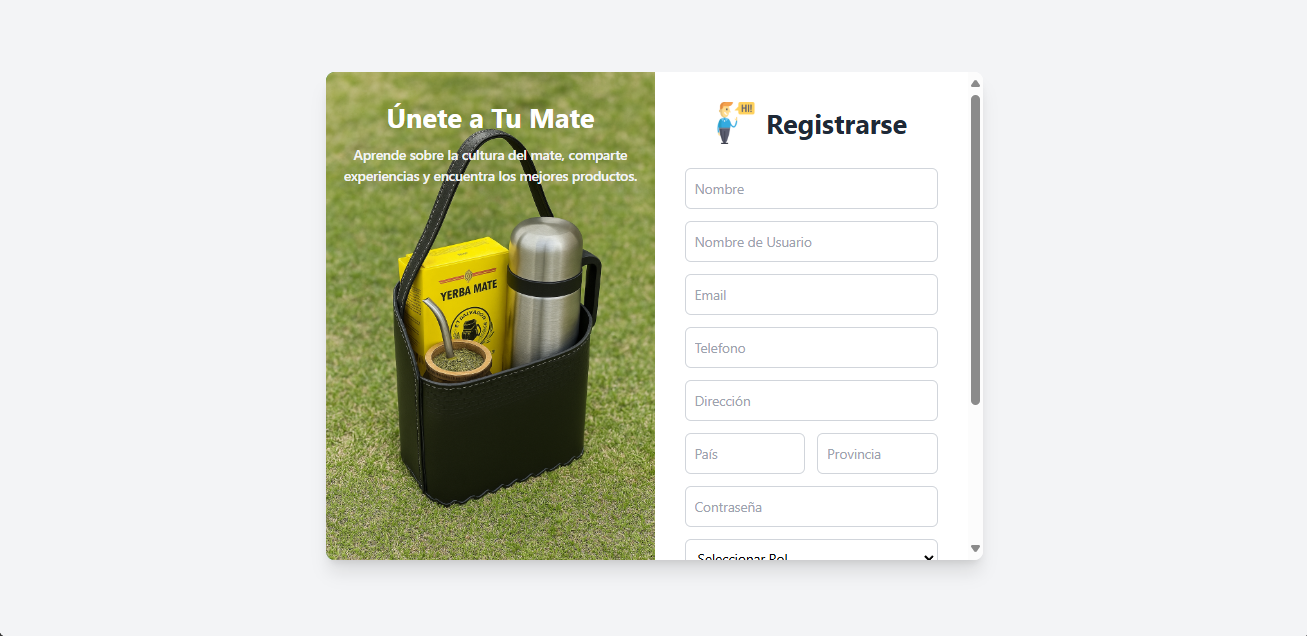 Únete a Tu Mate
Aprende sobre la cultura del mate, comparte
experiencias y encuentra los mejores productos.
YERBA MATE
HI!
Registrarse
Nombre
Nombre de Usuario
Email
Telefono
Dirección
País
Provincia
Contraseña
Seleccionar Rol